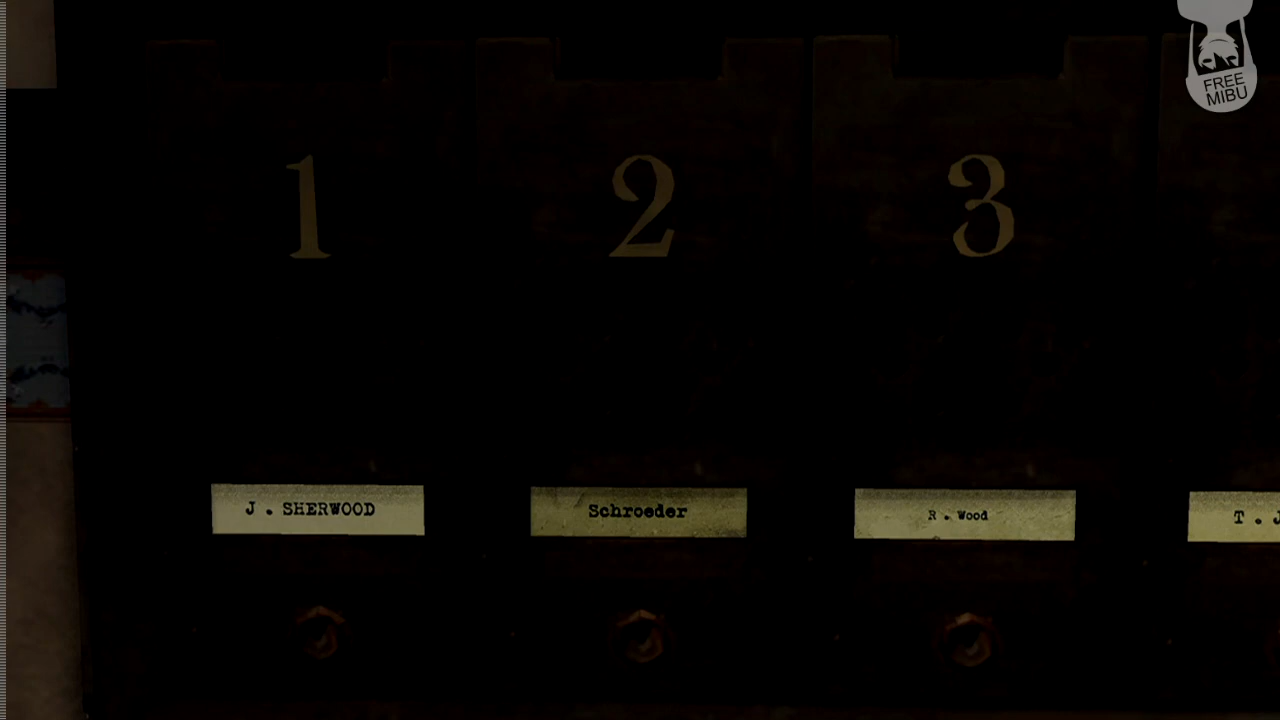 FREE
MIBU
1
2
3
J . SHERWOOD
Schroeder
R . Wood
T . J